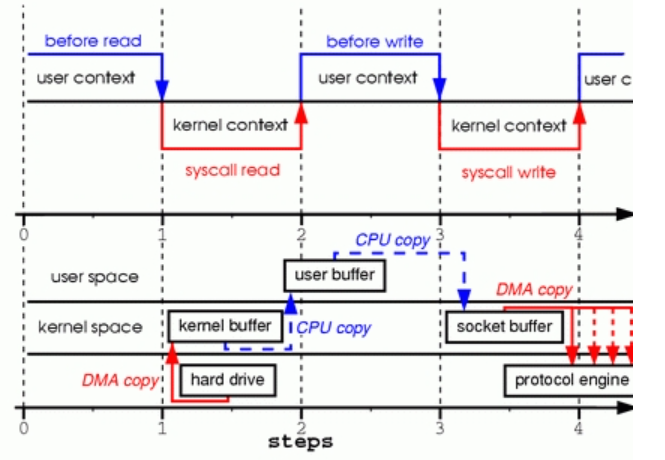 before read
before write
user context
user context
user c
kernel context
kernel context
syscall read
syscall write
0 1 2 3 4
CPU copy
user space
user buffer
DMA copy
kernel space
kernel buffer
CPU copy
socket buffer
DMA copy
hard drive
protocol engine
0 1 2 3 4
steps